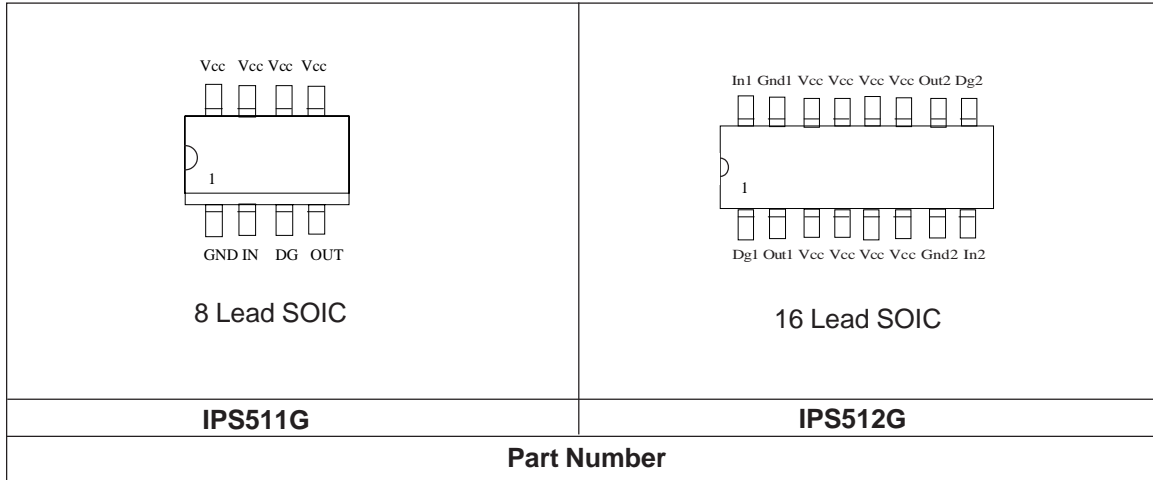 Vcc Vcc Vcc Vcc
1
GND IN DG OUT
8 Lead SOIC
In1 Gnd1 Vcc Vcc Vcc Vcc Out2 Dg2
1
Dg1 Out1 Vcc Vcc Vcc Vcc Gnd2 In2
16 Lead SOIC
IPS511G
IPS512G
Part Number